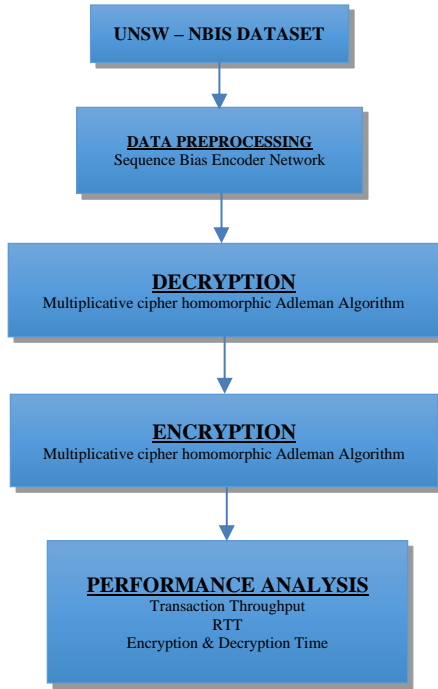 UNSW – NBIS DATASET
DATA PREPROCESSING
Sequence Bias Encoder Network
DECRYPTION
Multiplicative cipher homomorphic Adleman Algorithm
ENCRYPTION
Multiplicative cipher homomorphic Adleman Algorithm
PERFORMANCE ANALYSIS
Transaction Throughput
RTT
Encryption & Decryption Time